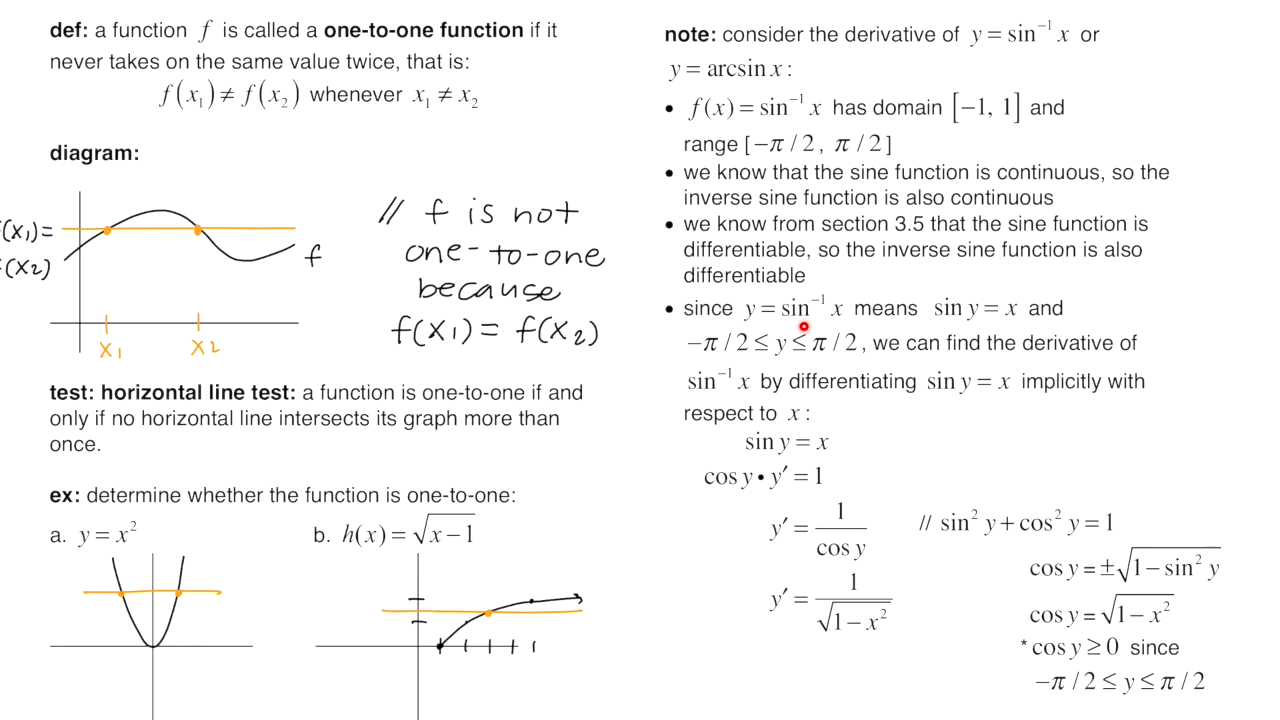 def: a function f is called a one-to-one function if it
never takes on the same value twice, that is:
f(x₁) ≠ f(x₂) whenever x₁ ≠ x₂
diagram:
(x₁)=
(x₂)
f
x₁
x₂
// f is not
one-to-one
because
f(x₁) = f(x₂)
test: horizontal line test: a function is one-to-one if and
only if no horizontal line intersects its graph more than
once.
ex: determine whether the function is one-to-one:
a. y = x²
b. h(x) = √(x−1)
note: consider the derivative of y = sin⁻¹ x or
y = arcsin x :
• f(x) = sin⁻¹ x has domain [−1, 1] and
range [−π / 2, π / 2]
• we know that the sine function is continuous, so the
inverse sine function is also continuous
• we know from section 3.5 that the sine function is
differentiable, so the inverse sine function is also
differentiable
• since y = sin⁻¹ x means sin y = x and
−π / 2 ≤ y ≤ π / 2, we can find the derivative of
sin⁻¹ x by differentiating sin y = x implicitly with
respect to x :
sin y = x
cos y • y′ = 1
y′ = 1 / cos y
y′ = 1 / √(1 − x²)
// sin² y + cos² y = 1
cos y = ±√(1 − sin² y)
cos y = √(1 − x²)
* cos y ≥ 0 since
−π / 2 ≤ y ≤ π / 2